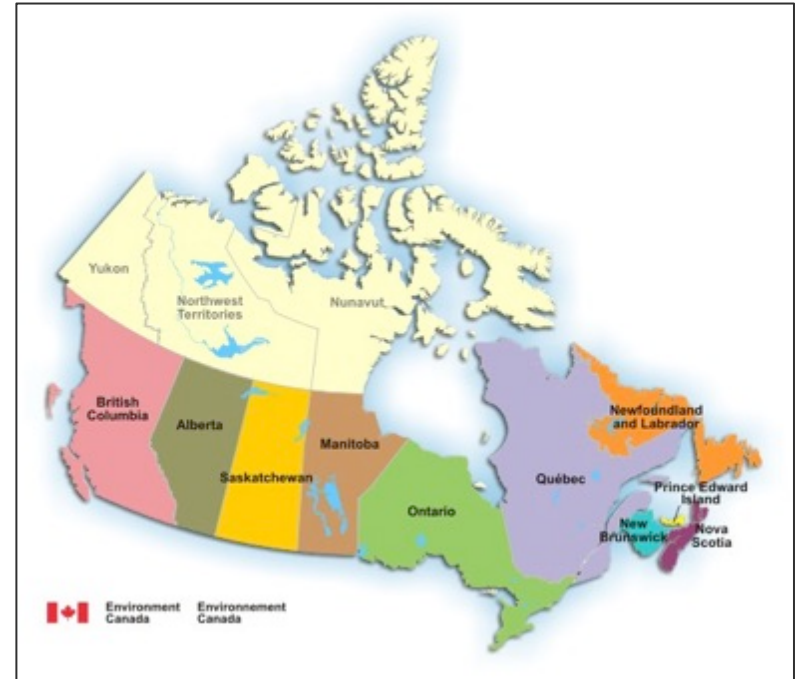 Yukon
Northwest
Territories
Nunavut
British
Columbia
Alberta
Saskatchewan
Manitoba
Ontario
Québec
Newfoundland
and Labrador
Prince Edward
Island
New
Brunswick
Nova
Scotia
Environment
Canada
Environnement
Canada